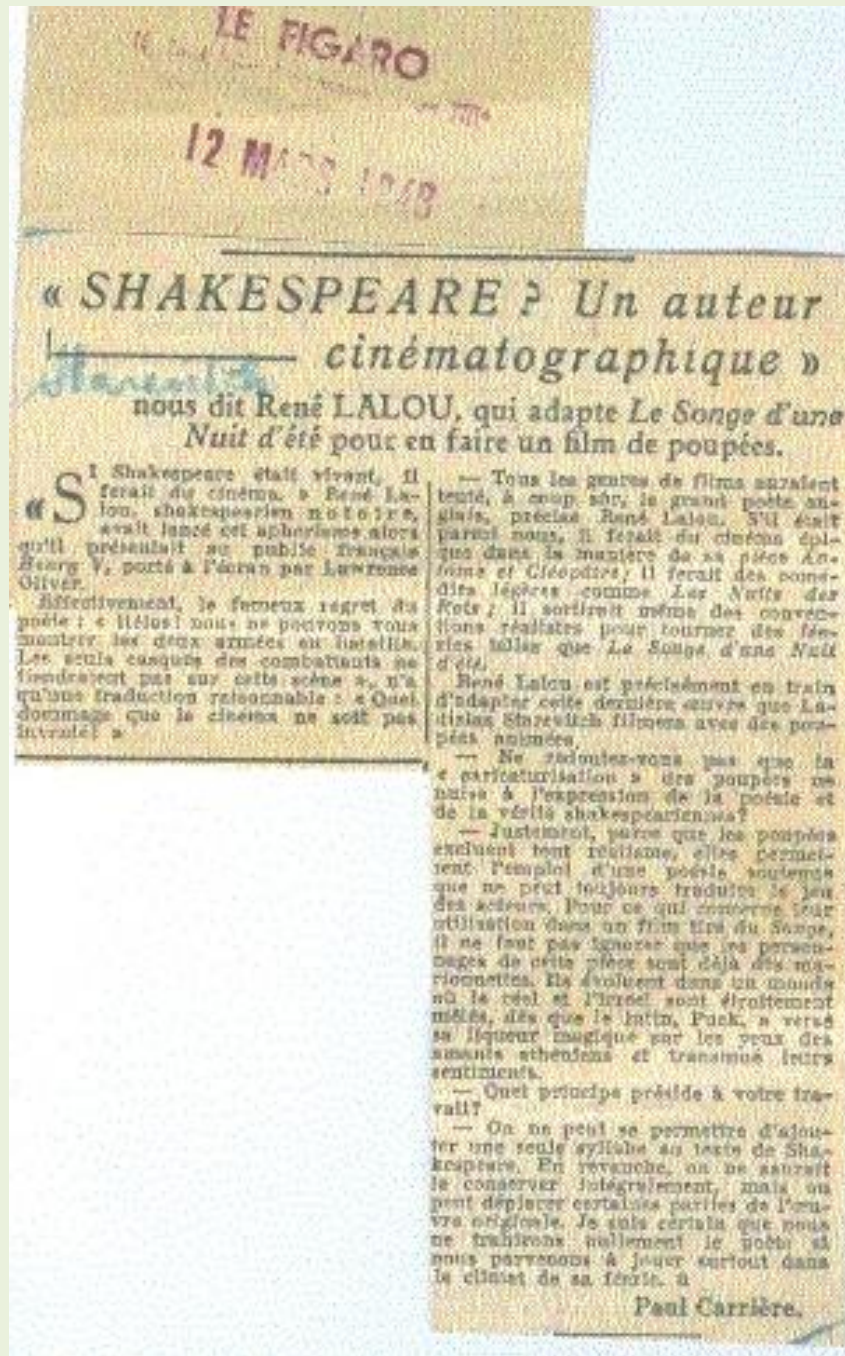 LE FIGARO
12 MARS 1948
« SHAKESPEARE ? Un auteur
cinématographique »
nous dit René LALOU, qui adapte Le Songe d'une
Nuit d'été pour en faire un film de poupées.
« SI Shakespeare était vivant, il
ferait du cinéma. » René La-
lou, shakespearien notoire,
avait lancé cet aphorisme alors
qu'il présentait au public français
Henry V, porté à l'écran par Lawrence
Oliver.
Effectivement, le fameux regret du
poète : « Hélas! nous ne pouvons vous
montrer les deux armées en bataille.
Les seuls casques des combattants ne
tiendraient pas sur cette scène », n'a
qu'une traduction raisonnable : « Quel
dommage que le cinéma ne soit pas
inventé! »
— Tous les genres de films auraient
tenté, à coup sûr, le grand poète an-
glais, précise René Lalou. S'il était
parmi nous, il ferait du cinéma épi-
que dans la manière de sa pièce An-
toine et Cléopâtre; il ferait des comé-
dies légères comme Les Nuits des
Rois; il sortirait même des conven-
tions réalistes pour tourner des fée-
ries telles que Le Songe d'une Nuit
d'été.
René Lalou est précisément en train
d'adapter cette dernière œuvre que La-
dislas Starevitch filmera avec des pou-
pées animées.
— Ne redoutez-vous pas que la
« caricaturisation » des poupées ne
nuise à l'expression de la poésie et
de la vérité shakespeariennes?
— Justement, parce que les poupées
excluent tout réalisme, elles permet-
tent l'emploi d'une poésie soutenue
que ne peut toujours traduire le jeu
des acteurs. Pour ce qui concerne leur
utilisation dans un film tiré du Songe,
il ne faut pas ignorer que les person-
nages de cette pièce sont déjà des ma-
rionnettes. Ils évoluent dans un monde
où le réel et l'irréel sont étroitement
mêlés, dès que le lutin, Puck, a versé
sa liqueur magique sur les yeux des
amants athéniens et transmué leurs
sentiments.
— Quel principe préside à votre tra-
vail?
— On ne peut se permettre d'ajou-
ter une seule syllabe au texte de Sha-
kespeare. En revanche, on ne saurait
le conserver intégralement, mais on
peut déplacer certaines parties de l'œu-
vre originale. Je suis certain que nous
ne trahirons nullement le poète si
nous parvenons à jouer surtout dans
le climat de sa féerie.
Paul Carrière.